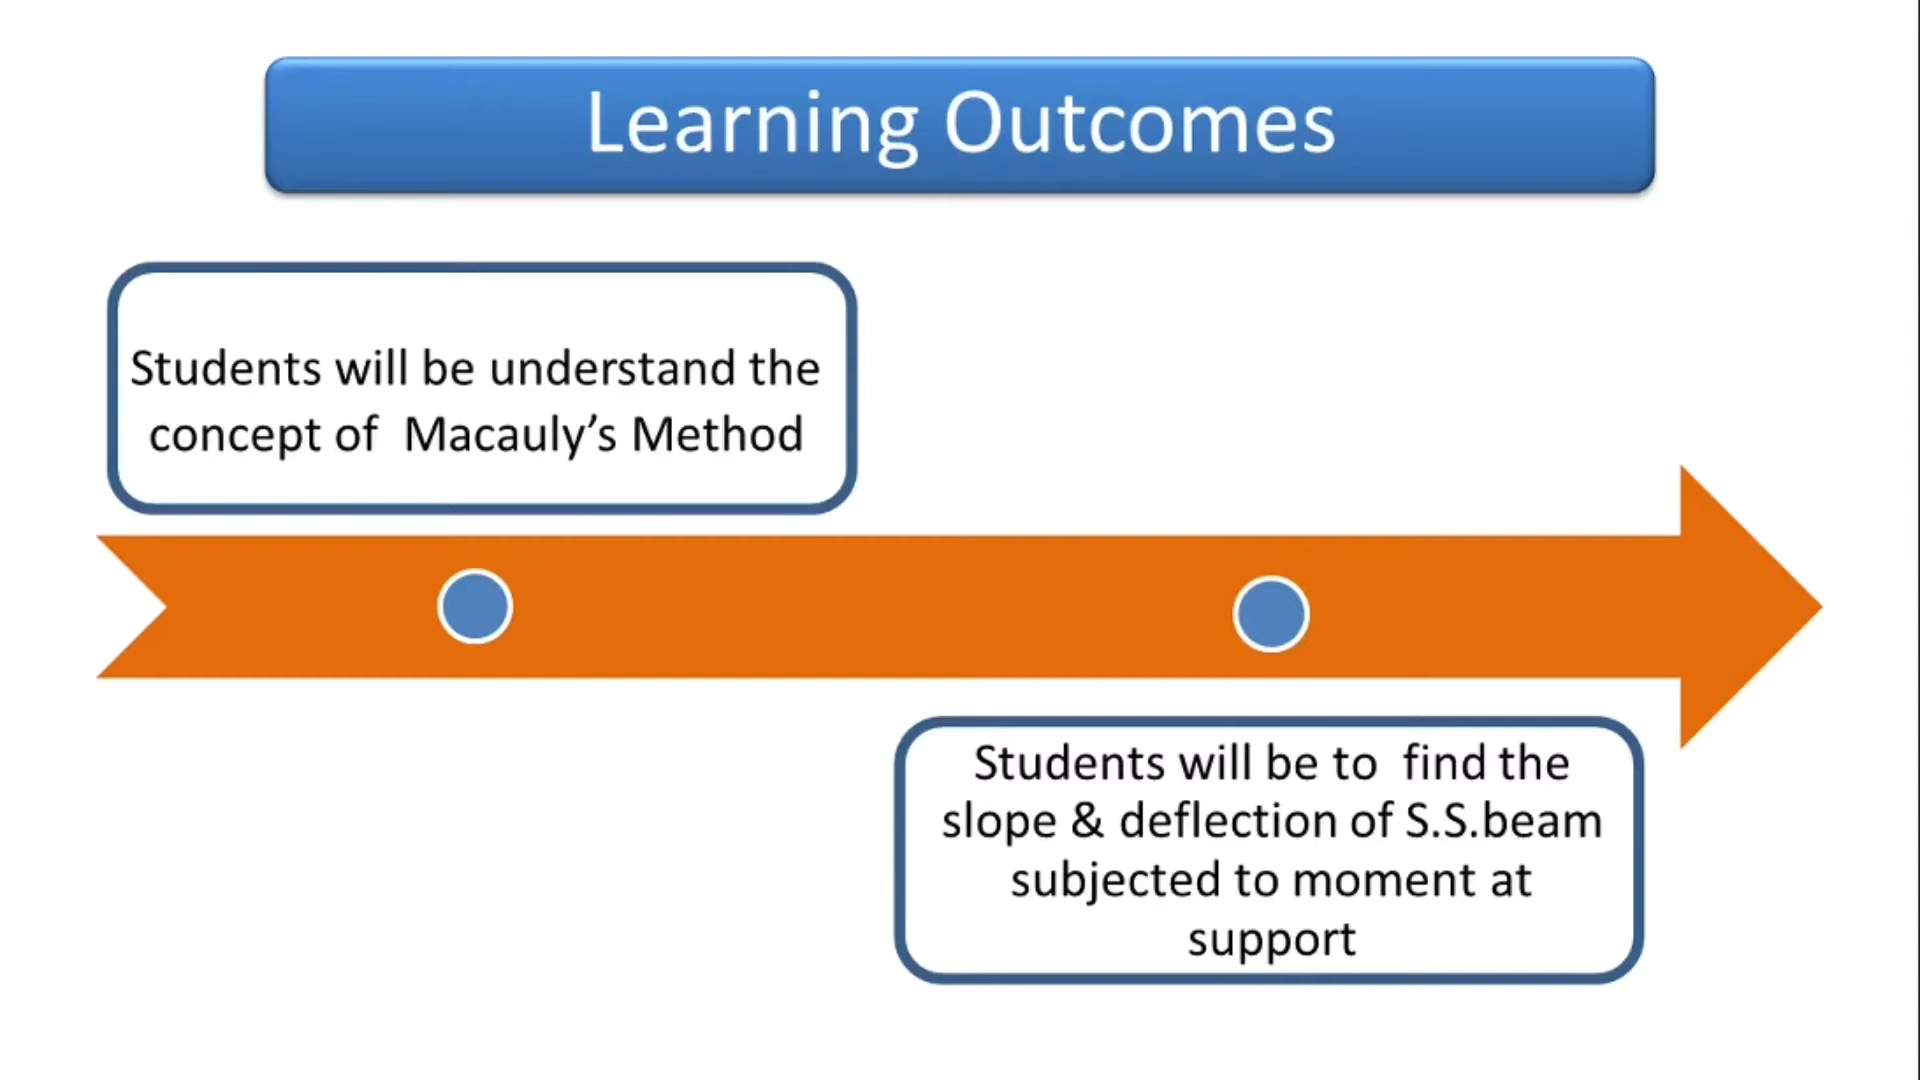 Learning Outcomes
Students will be understand the
concept of  Macauly’s Method
Students will be to  find the
slope & deflection of S.S.beam
subjected to moment at
support